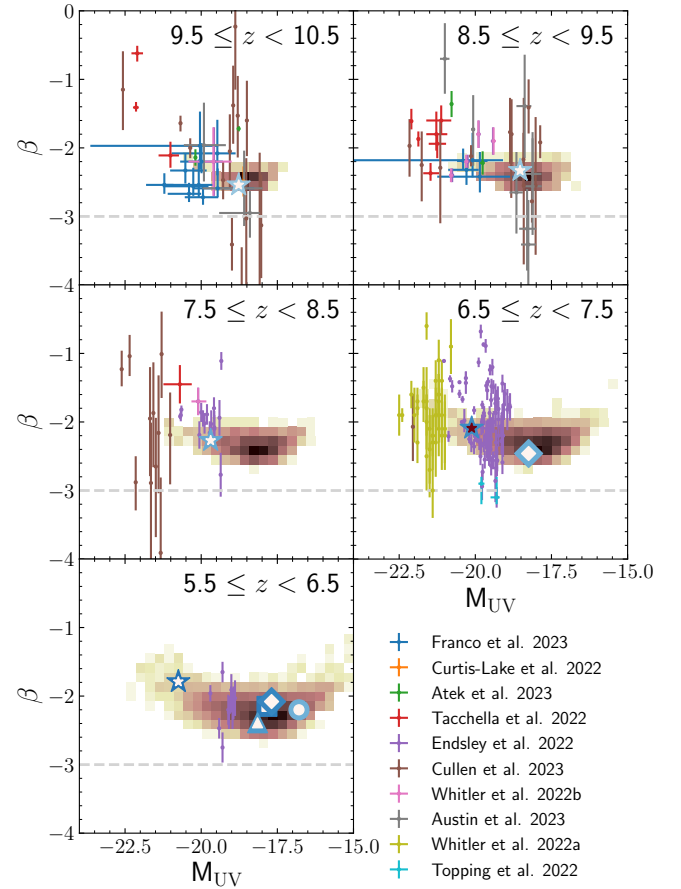 9.5 ≤ z < 10.5
8.5 ≤ z < 9.5
0
−1
−2
−3
−4
β
7.5 ≤ z < 8.5
6.5 ≤ z < 7.5
−1
−2
−3
−4
β
−22.5 −20.0 −17.5 −15.0
M_UV
5.5 ≤ z < 6.5
−1
−2
−3
−4
β
−22.5 −20.0 −17.5 −15.0
M_UV
Franco et al. 2023
Curtis-Lake et al. 2022
Atek et al. 2023
Tacchella et al. 2022
Endsley et al. 2022
Cullen et al. 2023
Whitler et al. 2022b
Austin et al. 2023
Whitler et al. 2022a
Topping et al. 2022